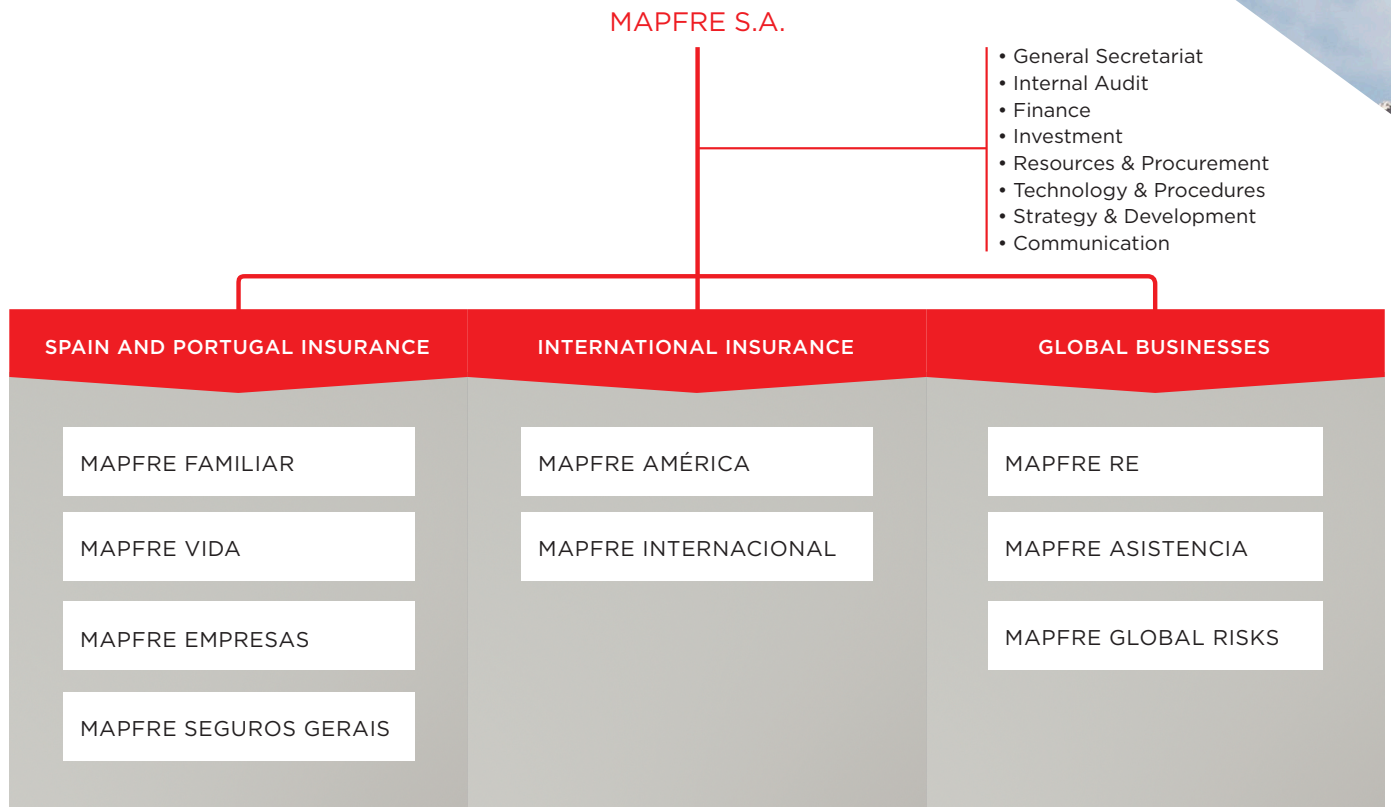 MAPFRE S.A.
• General Secretariat
• Internal Audit
• Finance
• Investment
• Resources & Procurement
• Technology & Procedures
• Strategy & Development
• Communication
SPAIN AND PORTUGAL INSURANCE
MAPFRE FAMILIAR
MAPFRE VIDA
MAPFRE EMPRESAS
MAPFRE SEGUROS GERAIS
INTERNATIONAL INSURANCE
MAPFRE AMÉRICA
MAPFRE INTERNACIONAL
GLOBAL BUSINESSES
MAPFRE RE
MAPFRE ASISTENCIA
MAPFRE GLOBAL RISKS